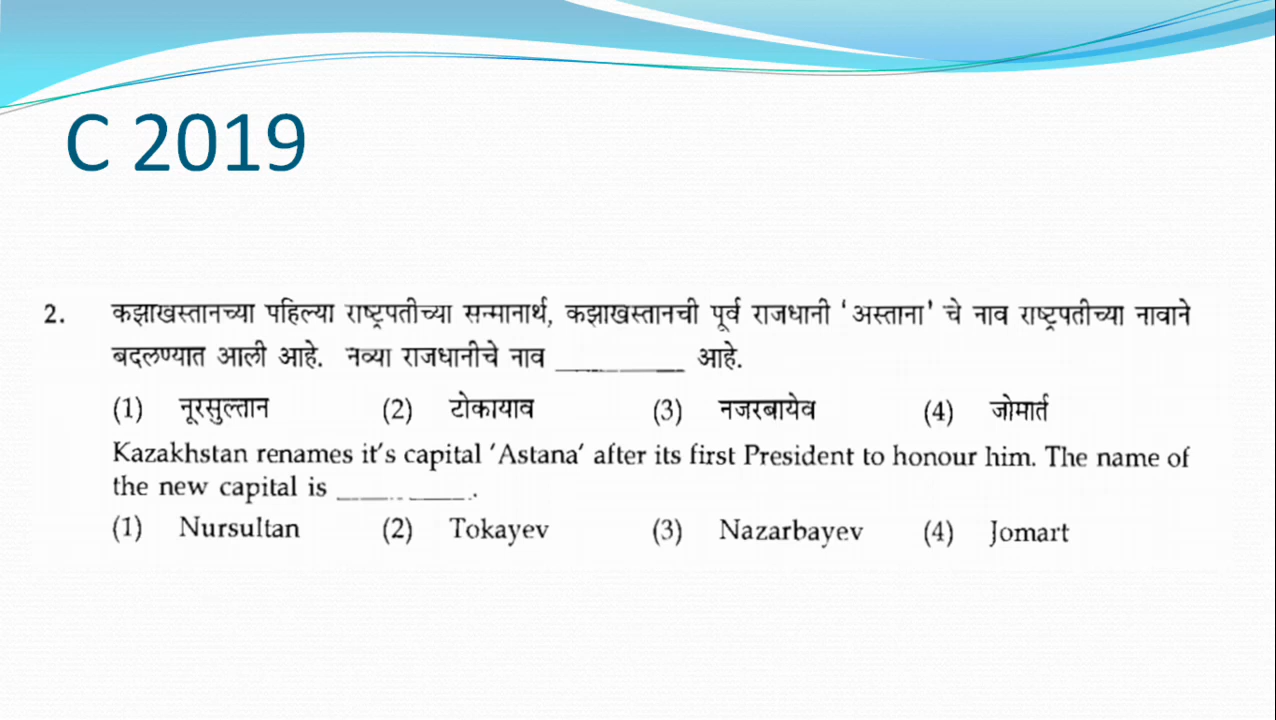 C 2019
2. कझाखस्तानच्या पहिल्या राष्ट्रपतीच्या सन्मानार्थ, कझाखस्तानची पूर्व राजधानी ‘अस्ताना’ चे नाव राष्ट्रपतीच्या नावाने
बदलण्यात आली आहे. नव्या राजधानीचे नाव __________ आहे.
(1) नूरसुल्तान (2) टोकायाव (3) नजरबायेव (4) जोमार्त
Kazakhstan renames it's capital 'Astana' after its first President to honour him. The name of
the new capital is __________.
(1) Nursultan (2) Tokayev (3) Nazarbayev (4) Jomart